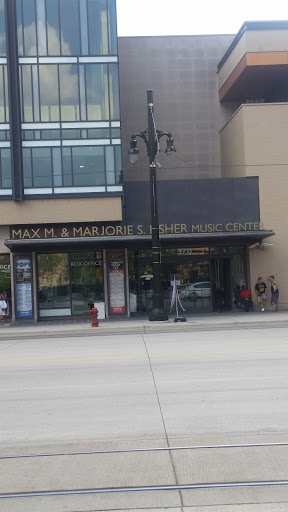 MAX M. & MARJORIE S. FISHER MUSIC CENTER
BOX OFFICE